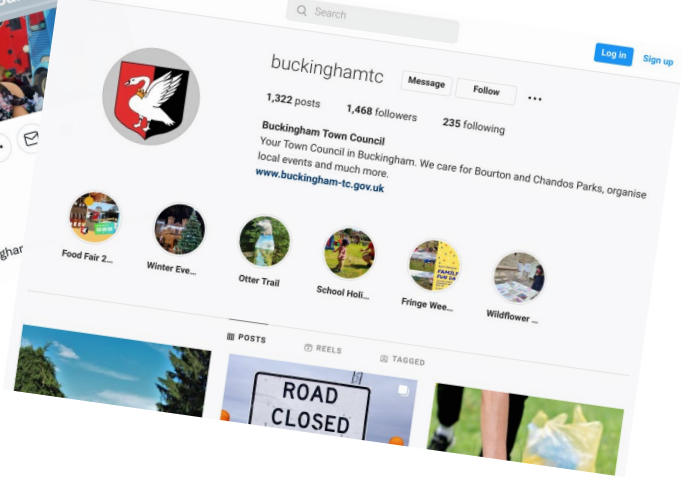 Search
Log in
Sign up
buckinghamtc
Message
Follow
1,322 posts
1,468 followers
235 following
Buckingham Town Council
Your Town Council in Buckingham. We care for Bourton and Chandos Parks, organise
local events and much more.
www.buckingham-tc.gov.uk
Food Fair 2...
Winter Eve...
Otter Trail
School Holi...
Fringe Wee...
Wildflower ...
FAMILY
FUN DA
POSTS
REELS
TAGGED
ROAD
CLOSED